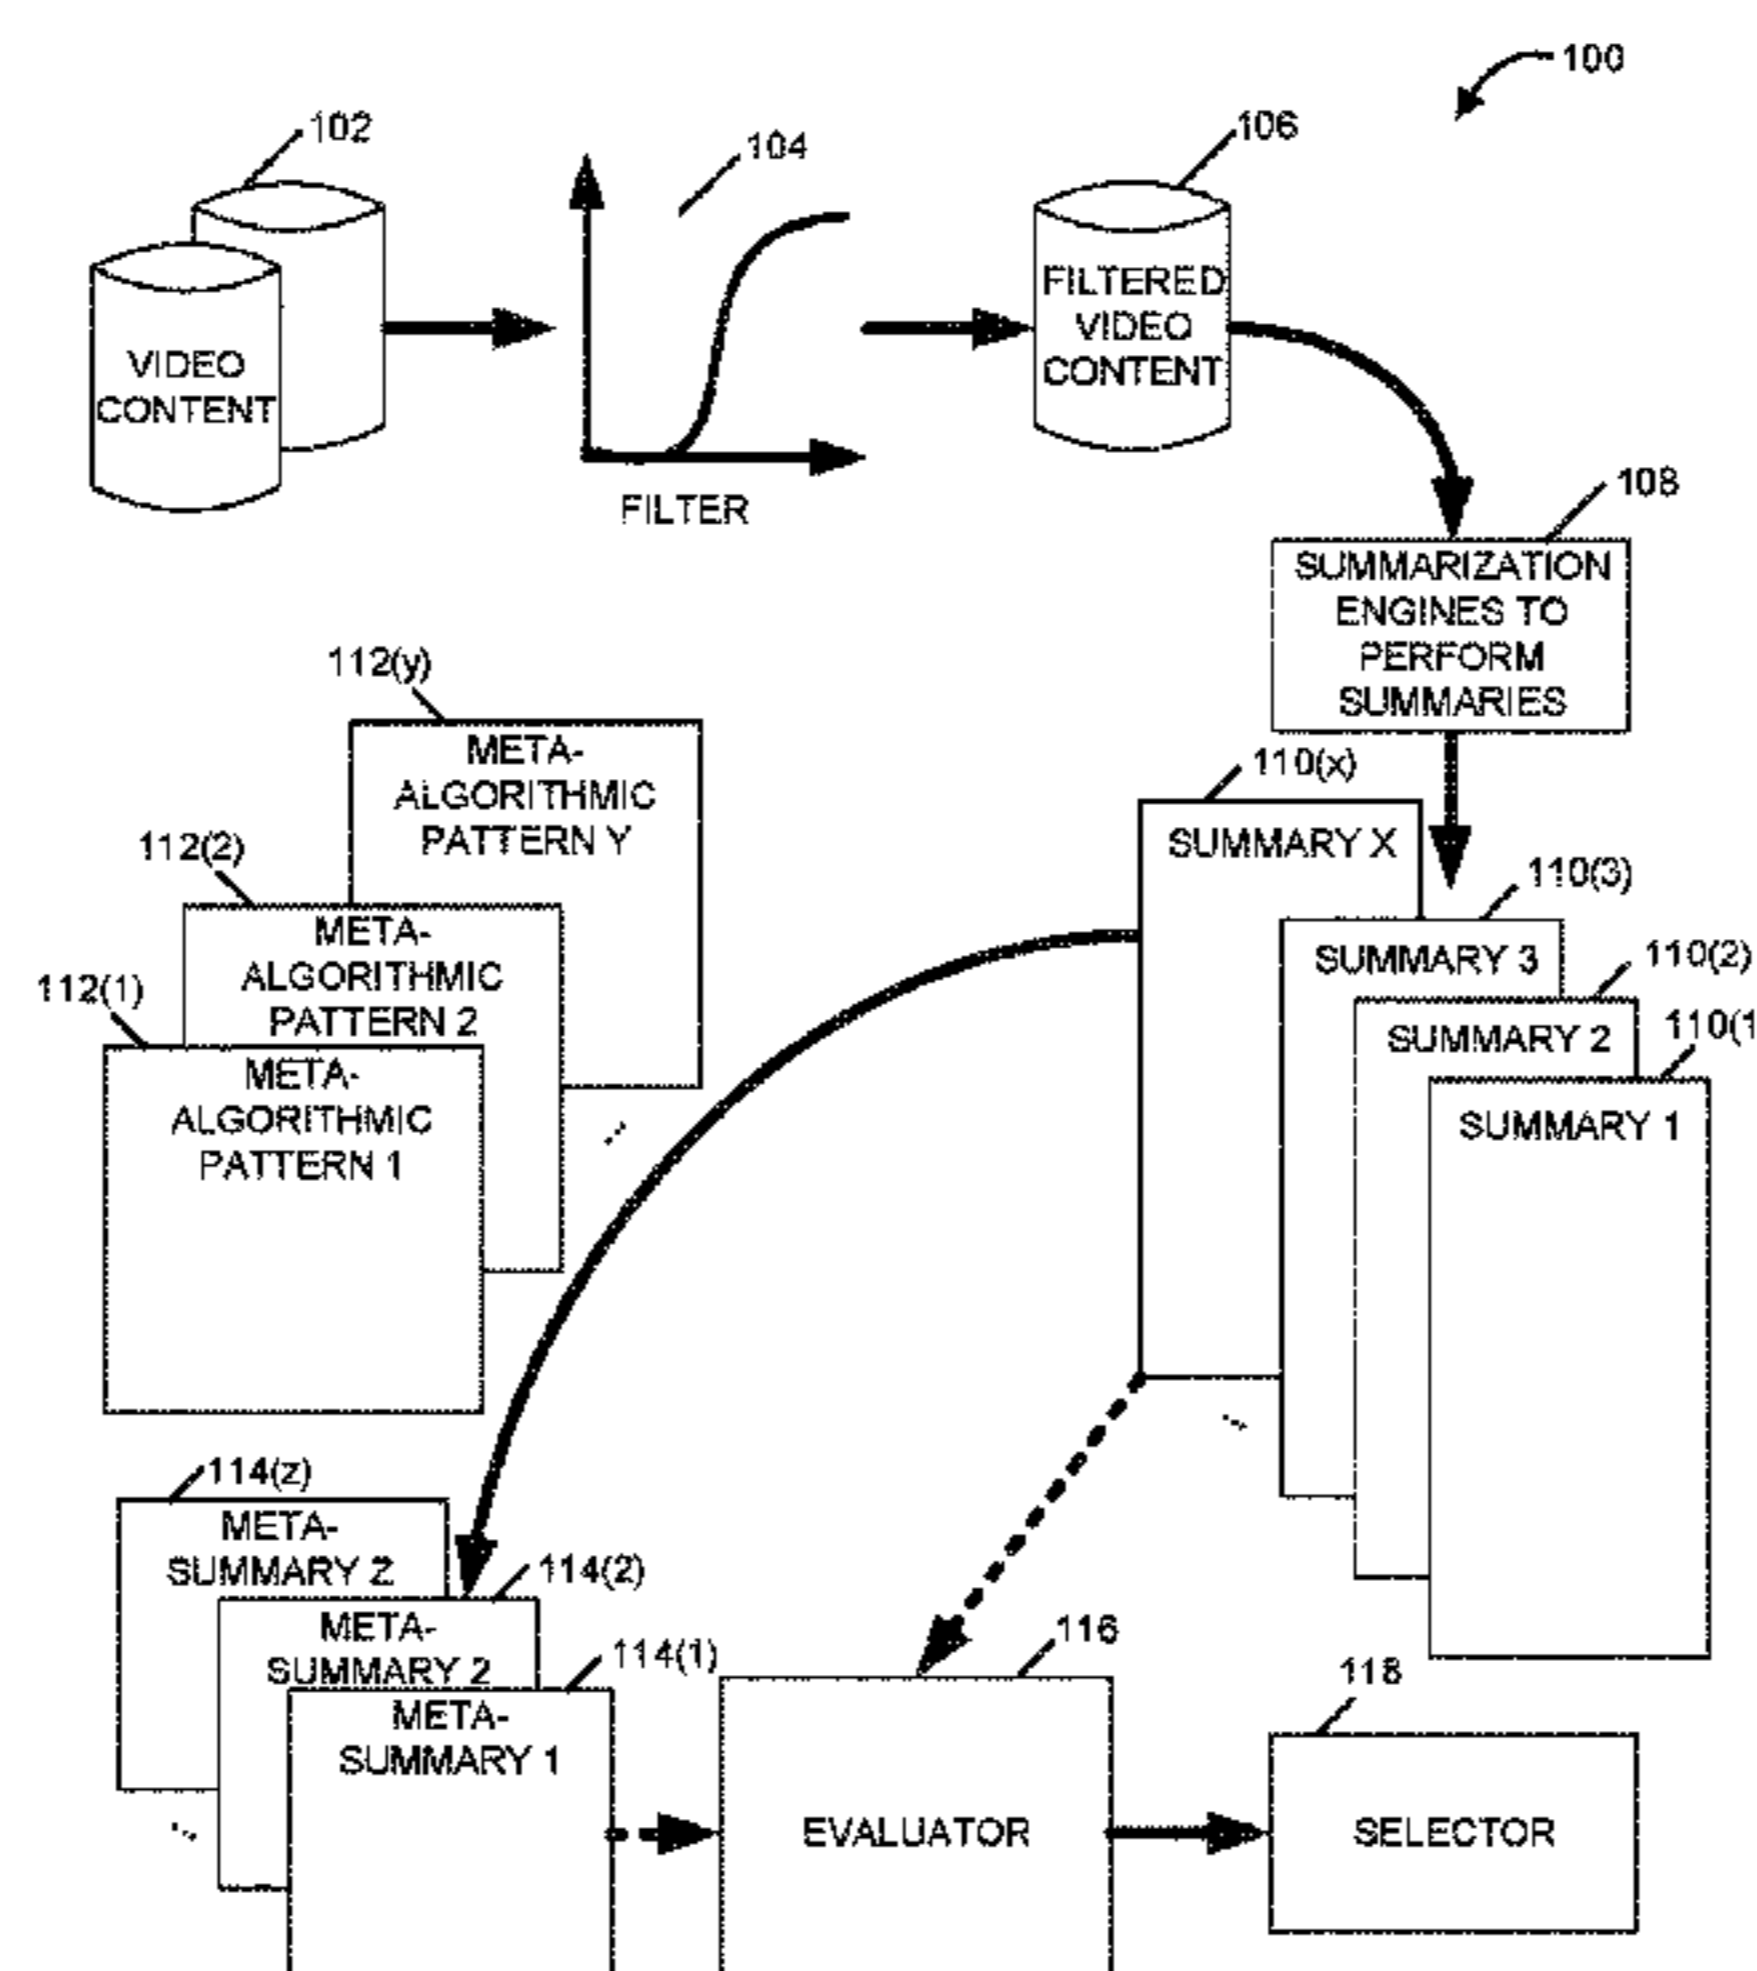 100
102
104
106
VIDEO
CONTENT
FILTER
FILTERED
VIDEO
CONTENT
108
SUMMARIZATION
ENGINES TO
PERFORM
SUMMARIES
112(y)
META-
ALGORITHMIC
PATTERN Y
112(2)
META-
ALGORITHMIC
PATTERN 2
112(1)
META-
ALGORITHMIC
PATTERN 1
110(x)
SUMMARY X
110(3)
SUMMARY 3
110(2)
SUMMARY 2
110(1
SUMMARY 1
114(z)
META-
SUMMARY Z
114(2)
META-
SUMMARY 2
114(1)
META-
SUMMARY 1
116
EVALUATOR
118
SELECTOR